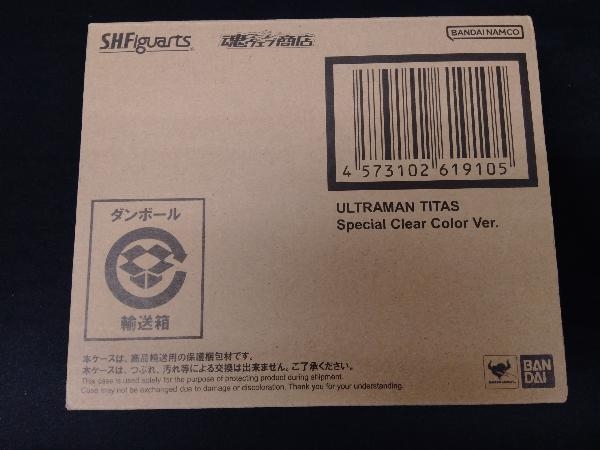 S.H.Figuarts
魂ウェブ商店
BANDAI NAMCO
4 573102 619105
ULTRAMAN TITAS
Special Clear Color Ver.
ダンボール
輸送箱
本ケースは、商品輸送用の保護梱包材です。
本ケースは、つぶれ、汚れ等による交換は出来ません。ご了承ください。
This case is used solely for the purpose of protecting product during shipment.
Case may not be exchanged due to damage or discoloration. Thank you for your understanding.
BAN
DAI